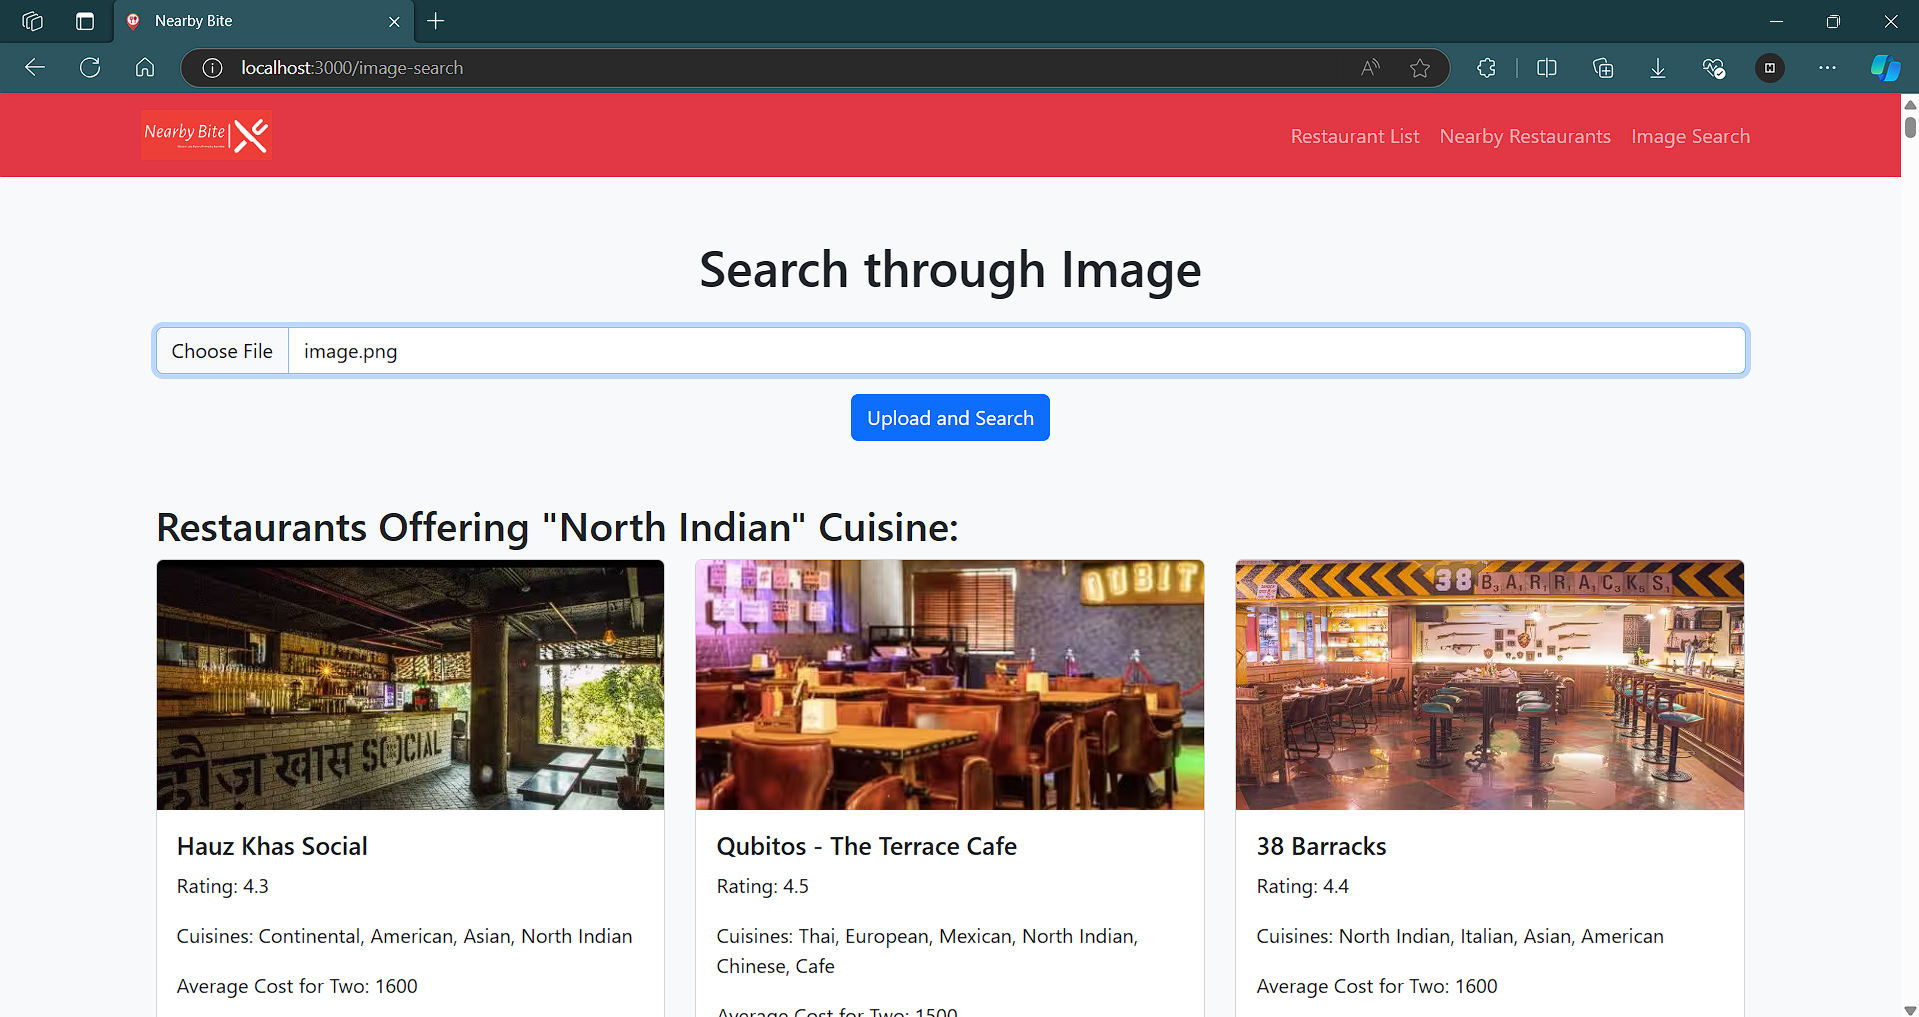 Nearby Bite
localhost:3000/image-search
Nearby Bite
Restaurant List
Nearby Restaurants
Image Search
Search through Image
Choose File
image.png
Upload and Search
Restaurants Offering "North Indian" Cuisine:
हौज़ खास SOCIAL
QUBIT
38 BARRACKS
Hauz Khas Social
Rating: 4.3
Cuisines: Continental, American, Asian, North Indian
Average Cost for Two: 1600
Qubitos - The Terrace Cafe
Rating: 4.5
Cuisines: Thai, European, Mexican, North Indian,
Chinese, Cafe
Average Cost for Two: 1500
38 Barracks
Rating: 4.4
Cuisines: North Indian, Italian, Asian, American
Average Cost for Two: 1600